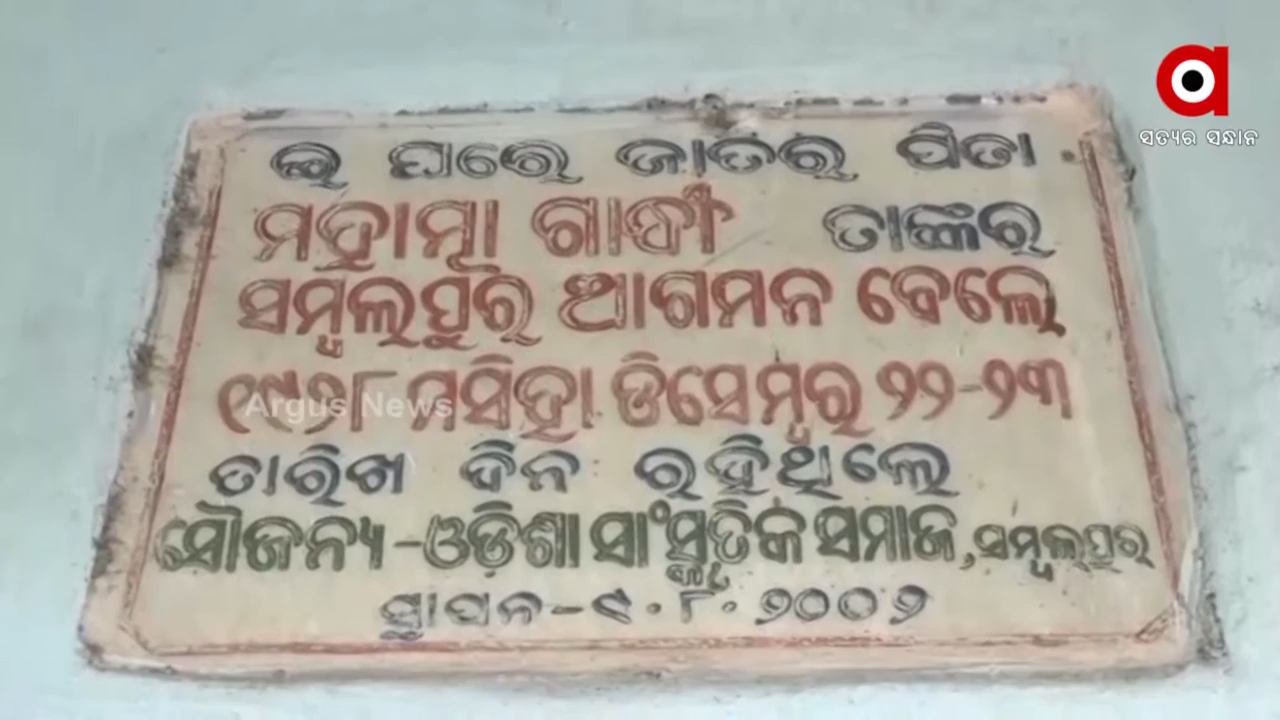 ସତ୍ୟର ସନ୍ଧାନ
ଇ ଘରେ ଜାତିର ପିତା
ମହାତ୍ମା ଗାନ୍ଧୀ ତାଙ୍କର
ସମ୍ବଲପୁର ଆଗମନ ବେଲେ
୧୯୨୮ ମସିହା ଡିସେମ୍ବର ୨୨-୨୩
Argus News
ତାରିଖ ଦିନ ରହିଥିଲେ
ସୌଜନ୍ୟ-ଓଡ଼ିଶା ସାଂସ୍କୃତିକ ସମାଜ,ସମ୍ବଲପୁର
ସ୍ଥାପନ-୯.୮.୨୦୦୨